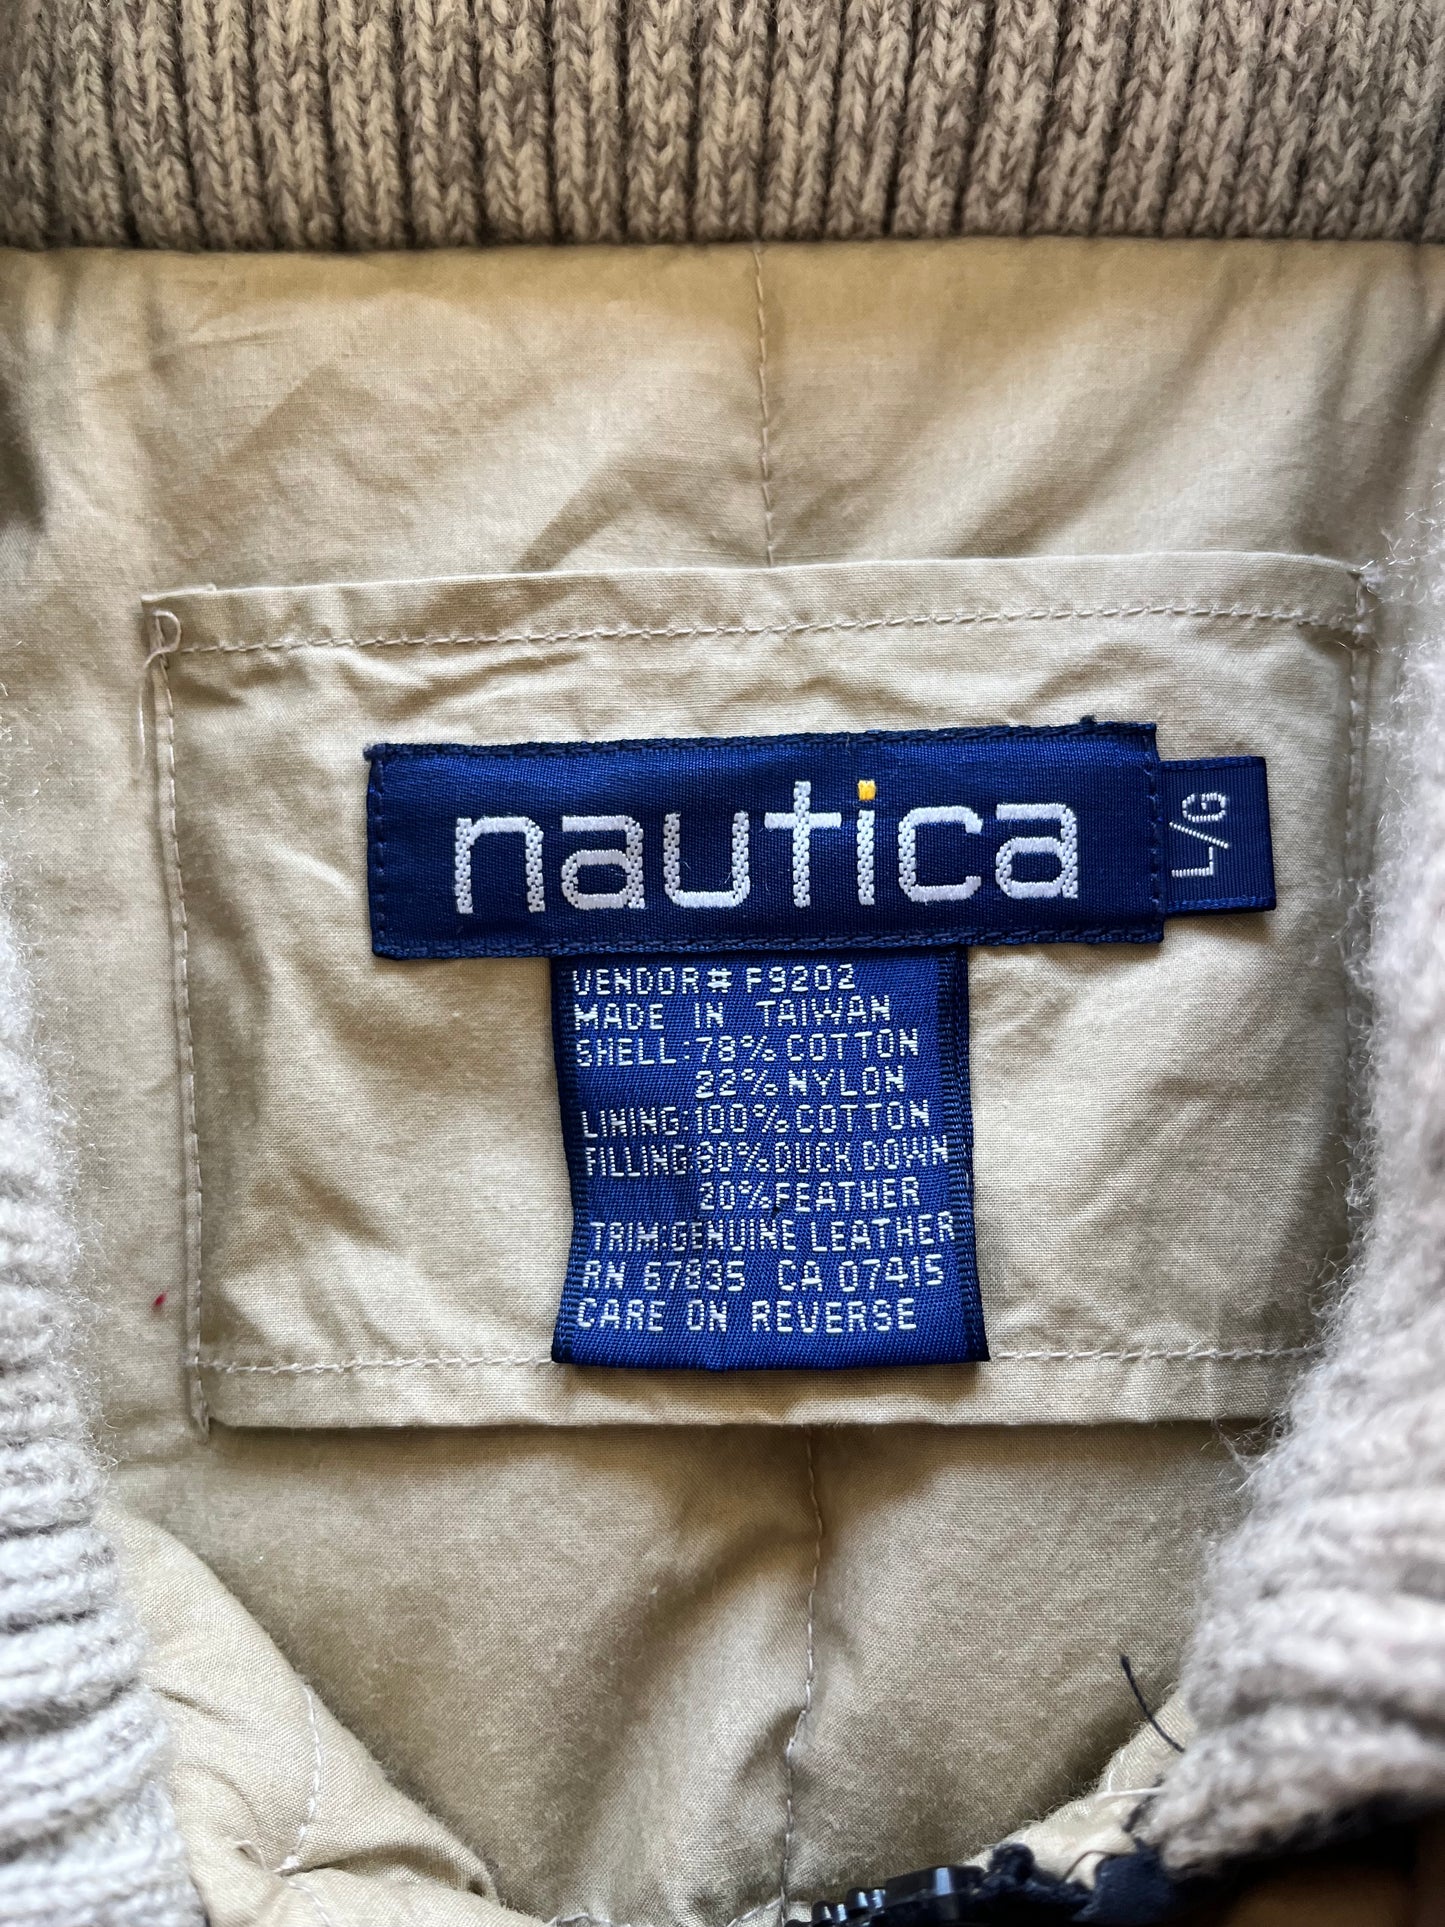 nautica
L/G
VENDOR# F9202
MADE IN TAIWAN
SHELL:78% COTTON
22% NYLON
LINING:100% COTTON
FILLING:80% DUCK DOWN
20% FEATHER
TRIM:GENUINE LEATHER
RN 67835 CA 07415
CARE ON REVERSE